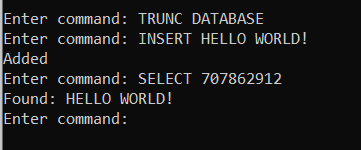 Enter command: TRUNC DATABASE
Enter command: INSERT HELLO WORLD!
Added
Enter command: SELECT 707862912
Found: HELLO WORLD!
Enter command: